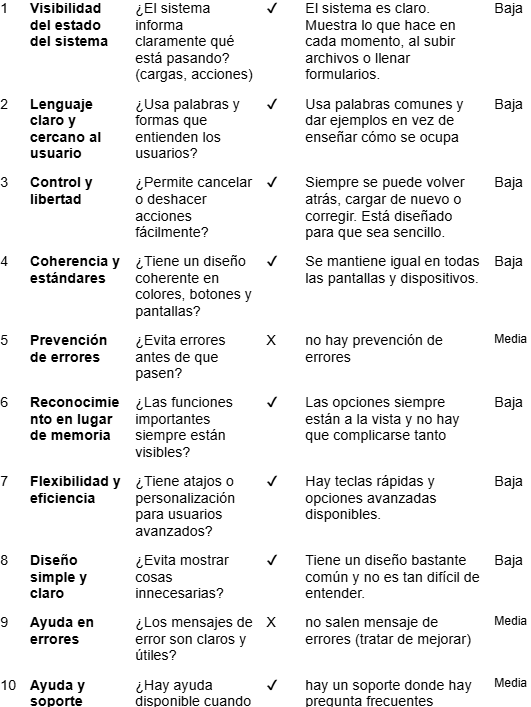 1 Visibilidad ¿El sistema ✓ El sistema es claro. Baja
del estado informa Muestra lo que hace en
del sistema claramente qué cada momento, al subir
está pasando? archivos o llenar
(cargas, acciones) formularios.
2 Lenguaje ¿Usa palabras y ✓ Usa palabras comunes y Baja
claro y formas que dar ejemplos en vez de
cercano al entienden los enseñar cómo se ocupa
usuario usuarios?
3 Control y ¿Permite cancelar ✓ Siempre se puede volver Baja
libertad o deshacer atrás, cargar de nuevo o
acciones corregir. Está diseñado
fácilmente? para que sea sencillo.
4 Coherencia y ¿Tiene un diseño ✓ Se mantiene igual en todas Baja
estándares coherente en las pantallas y dispositivos.
colores, botones y
pantallas?
5 Prevención ¿Evita errores X no hay prevención de Media
de errores antes de que errores
pasen?
6 Reconocimie ¿Las funciones ✓ Las opciones siempre Baja
nto en lugar importantes están a la vista y no hay
de memoria siempre están que complicarse tanto
visibles?
7 Flexibilidad y ¿Tiene atajos o ✓ Hay teclas rápidas y Baja
eficiencia personalización opciones avanzadas
para usuarios disponibles.
avanzados?
8 Diseño ¿Evita mostrar ✓ Tiene un diseño bastante Baja
simple y cosas común y no es tan difícil de
claro innecesarias? entender.
9 Ayuda en ¿Los mensajes de X no salen mensaje de Media
errores error son claros y errores (tratar de mejorar)
útiles?
10 Ayuda y ¿Hay ayuda ✓ hay un soporte donde hay Media
soporte disponible cuando pregunta frecuentes